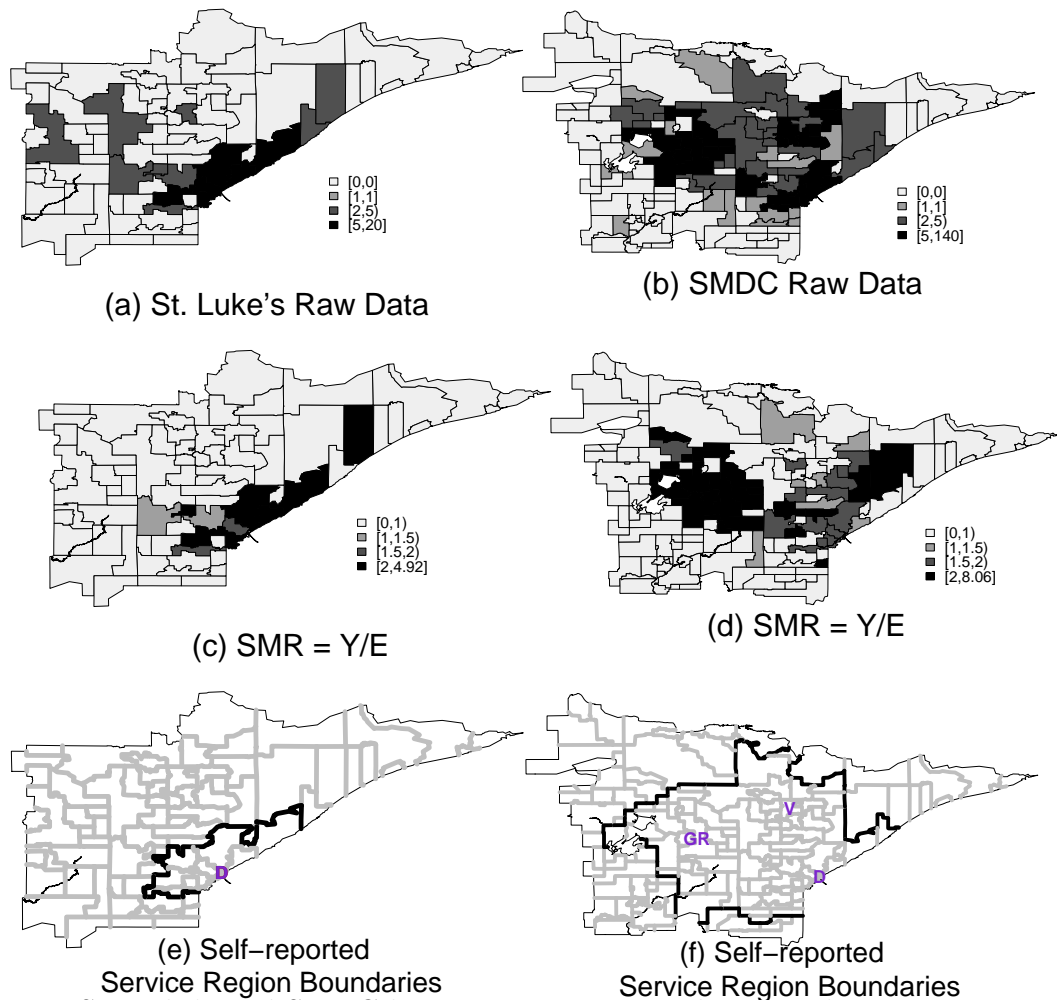 [0,0]
[1,1]
[2,5)
[5,20]
(a) St. Luke's Raw Data
[0,0]
[1,1]
[2,5)
[5,140]
(b) SMDC Raw Data
[0,1)
[1,1.5)
[1.5,2)
[2,4.92]
(c) SMR = Y/E
[0,1)
[1,1.5)
[1.5,2)
[2,8.06]
(d) SMR = Y/E
D
(e) Self−reported
Service Region Boundaries
V
GR
D
(f) Self−reported
Service Region Boundaries